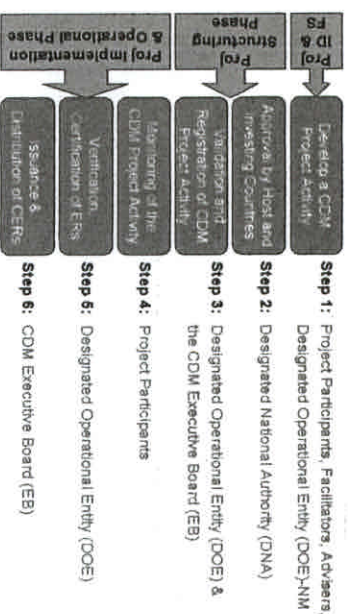 Proj
ID &
FS
Develop a CDM
Project Activity
Step 1: Project Participants, Facilitators, Advisers,
Designated Operational Entity (DOE)-NM
Proj
Structuring
Phase
Approval by Host and
Investing Countries
Step 2: Designated National Authority (DNA)
Validation and
Registration of CDM
Project Activity
Step 3: Designated Operational Entity (DOE) &
the CDM Executive Board (EB)
Proj Implementation
& Operational Phase
Monitoring of the
CDM Project Activity
Step 4: Project Participants
Verification,
Certification of ERs
Step 5: Designated Operational Entity (DOE)
Issuance &
Distribution of CERs
Step 6: CDM Executive Board (EB)